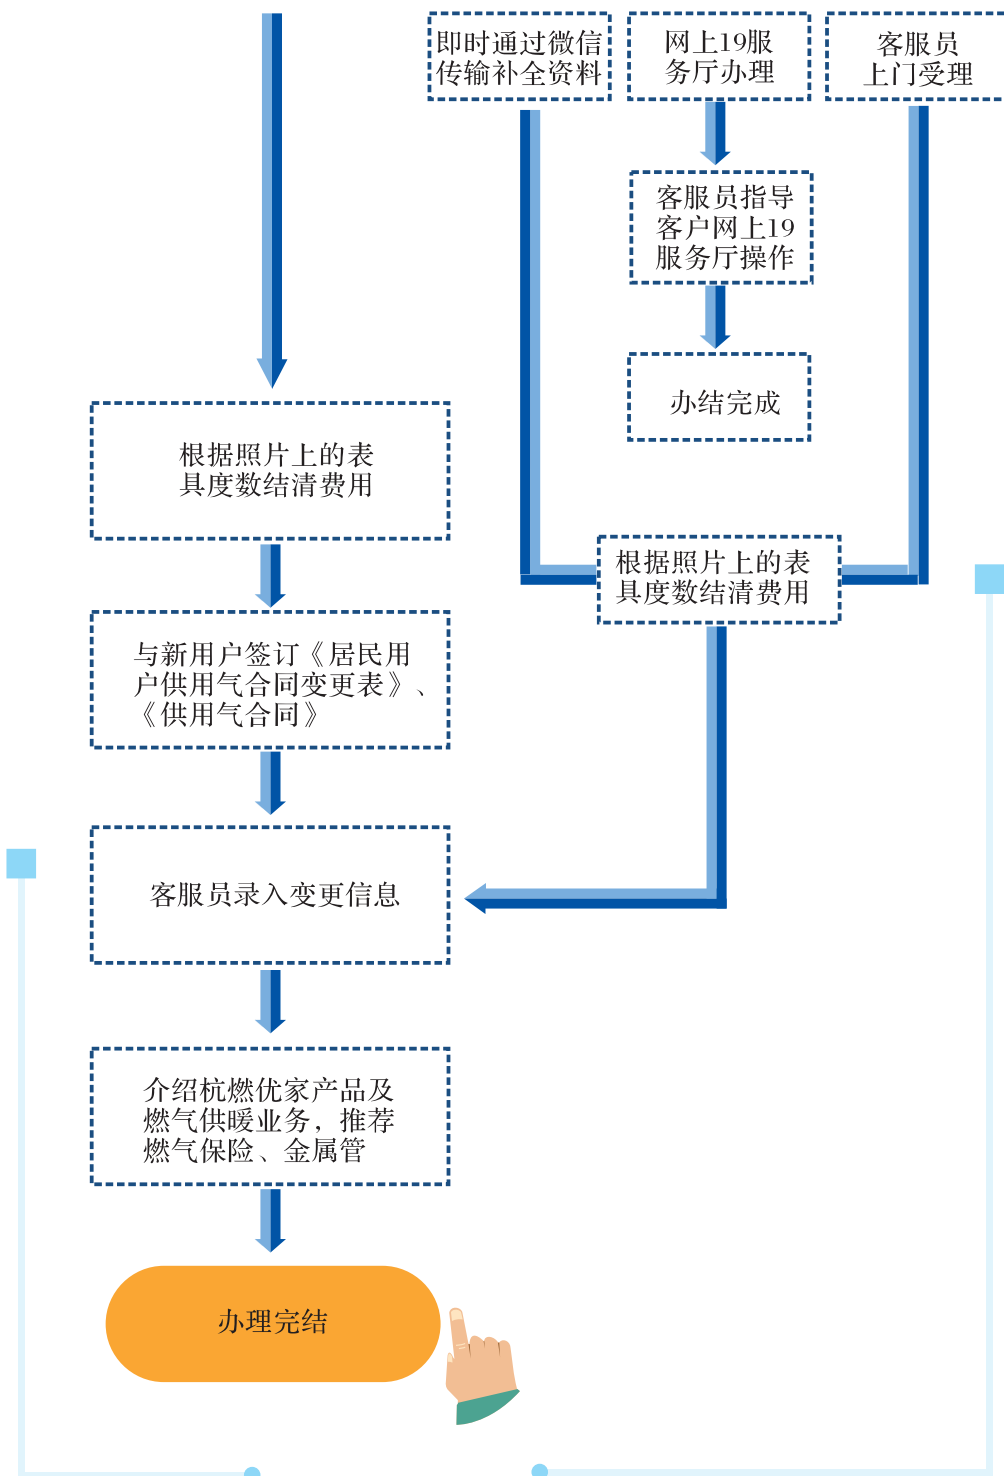 即时通过微信
传输补全资料
网上19服
务厅办理
客服员
上门受理
客服员指导
客户网上19
服务厅操作
办结完成
根据照片上的表
具度数结清费用
根据照片上的表
具度数结清费用
与新用户签订《居民用
户供用气合同变更表》、
《供用气合同》
客服员录入变更信息
介绍杭燃优家产品及
燃气供暖业务，推荐
燃气保险、金属管
办理完结